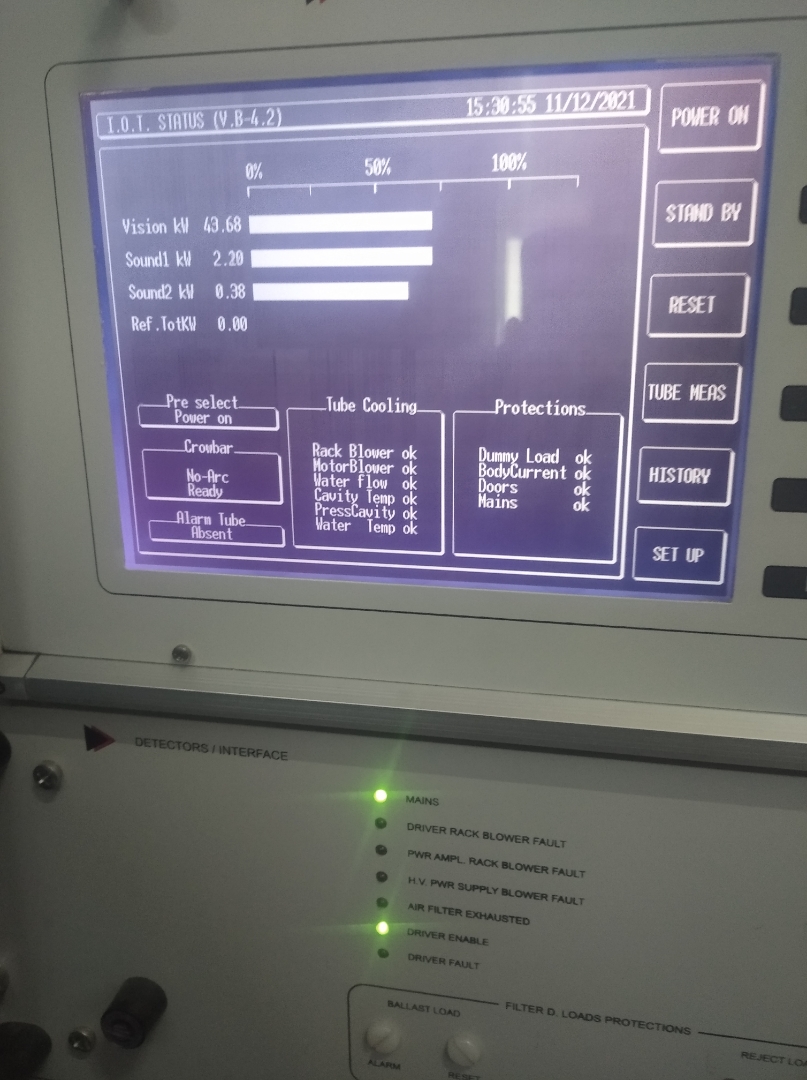 I.O.T. STATUS (V.B-4.2) 15:30:55 11/12/2021
POWER ON
0% 50% 100%
Vision kW 43.68
Sound1 kW 2.20
Sound2 kW 0.38
Ref.TotKW 0.00
STAND BY
RESET
TUBE MEAS
HISTORY
SET UP
Pre select
Power on
Crowbar
No-Arc
Ready
Alarm Tube
Absent
Tube Cooling
Rack Blower ok
MotorBlower ok
Water flow ok
Cavity Temp ok
PressCavity ok
Water Temp ok
Protections
Dummy Load ok
BodyCurrent ok
Doors ok
Mains ok
DETECTORS / INTERFACE
MAINS
DRIVER RACK BLOWER FAULT
PWR AMPL. RACK BLOWER FAULT
H.V. PWR SUPPLY BLOWER FAULT
AIR FILTER EXHAUSTED
DRIVER ENABLE
DRIVER FAULT
FILTER D. LOADS PROTECTIONS
BALLAST LOAD
ALARM
RESET
REJECT